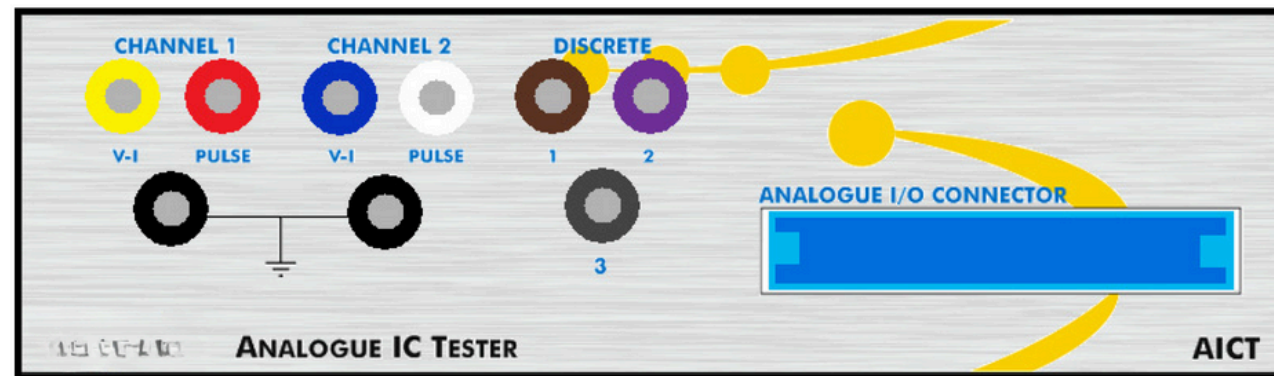 CHANNEL 1 CHANNEL 2 DISCRETE
V-I PULSE V-I PULSE 1 2
ANALOGUE I/O CONNECTOR
3
ANALOGUE IC TESTER AICT